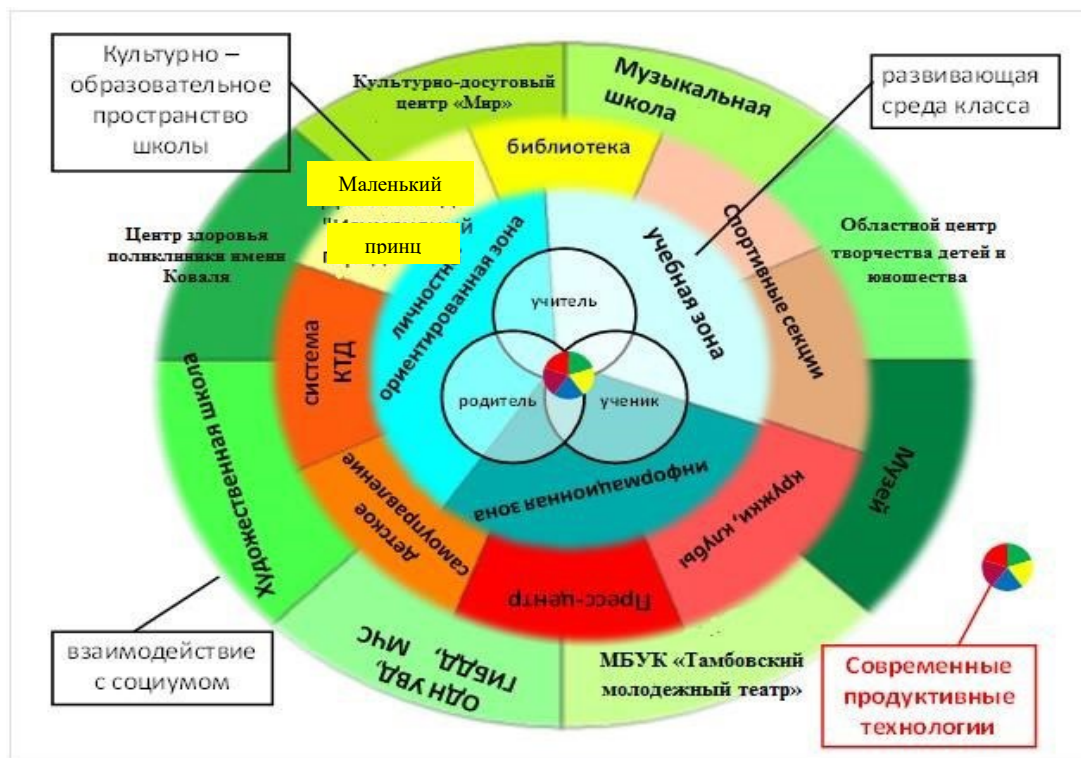 Культурно –
образовательное
пространство
школы
Культурно-досуговый
центр «Мир»
Музыкальная
школа
развивающая
среда класса
библиотека
Маленький
принц
Центр здоровья
поликлиники имени
Коваля
личностно
ориентированная зона
учебная зона
Спортивные секции
Областной центр
творчества детей и
юношества
учитель
родитель
ученик
система
КТД
Художественная школа
детское
самоуправление
информационная зона
кружки, клубы
Музей
Пресс-центр
ОДН УВД,
ГИБДД, МЧС
МБУК «Тамбовский
молодежный театр»
взаимодействие
с социумом
Современные
продуктивные
технологии